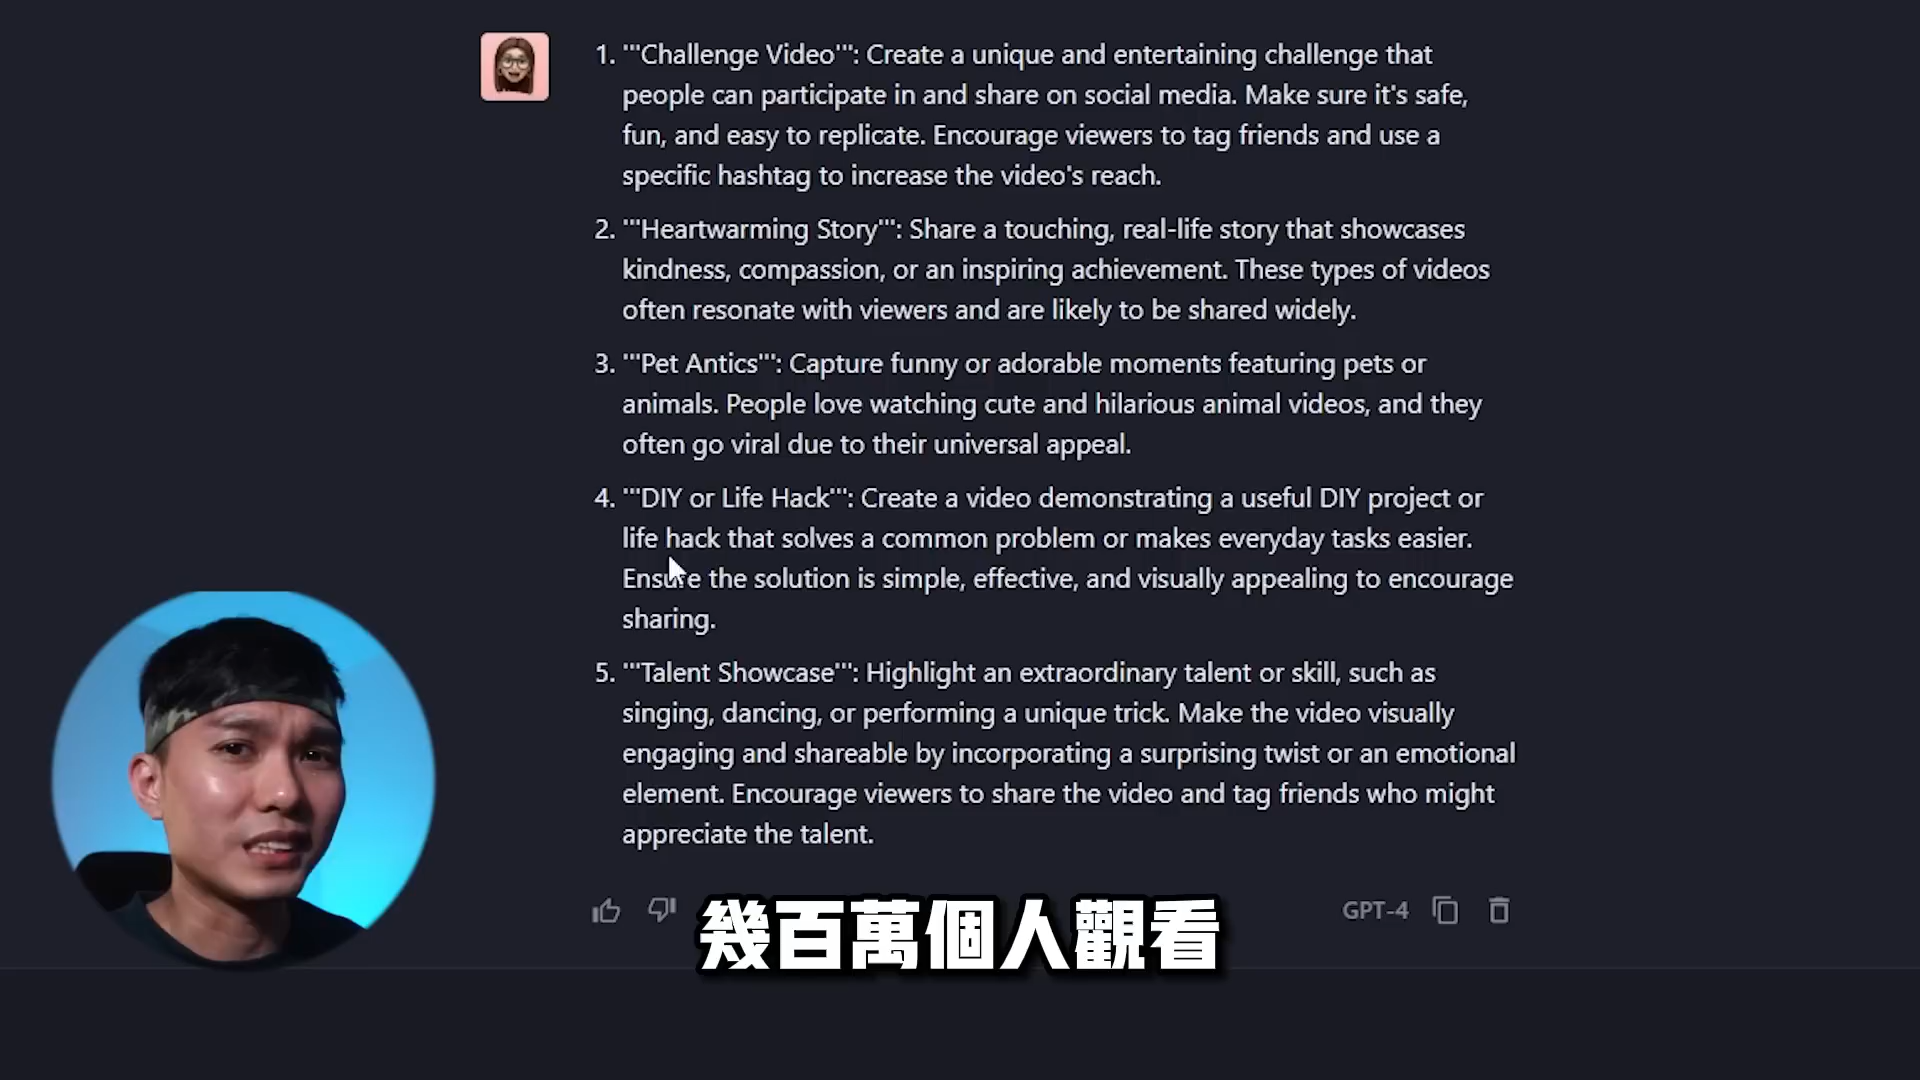 1. '''Challenge Video''': Create a unique and entertaining challenge that
people can participate in and share on social media. Make sure it's safe,
fun, and easy to replicate. Encourage viewers to tag friends and use a
specific hashtag to increase the video's reach.
2. '''Heartwarming Story''': Share a touching, real-life story that showcases
kindness, compassion, or an inspiring achievement. These types of videos
often resonate with viewers and are likely to be shared widely.
3. '''Pet Antics''': Capture funny or adorable moments featuring pets or
animals. People love watching cute and hilarious animal videos, and they
often go viral due to their universal appeal.
4. '''DIY or Life Hack''': Create a video demonstrating a useful DIY project or
life hack that solves a common problem or makes everyday tasks easier.
Ensure the solution is simple, effective, and visually appealing to encourage
sharing.
5. '''Talent Showcase''': Highlight an extraordinary talent or skill, such as
singing, dancing, or performing a unique trick. Make the video visually
engaging and shareable by incorporating a surprising twist or an emotional
element. Encourage viewers to share the video and tag friends who might
appreciate the talent.
GPT-4
幾百萬個人觀看